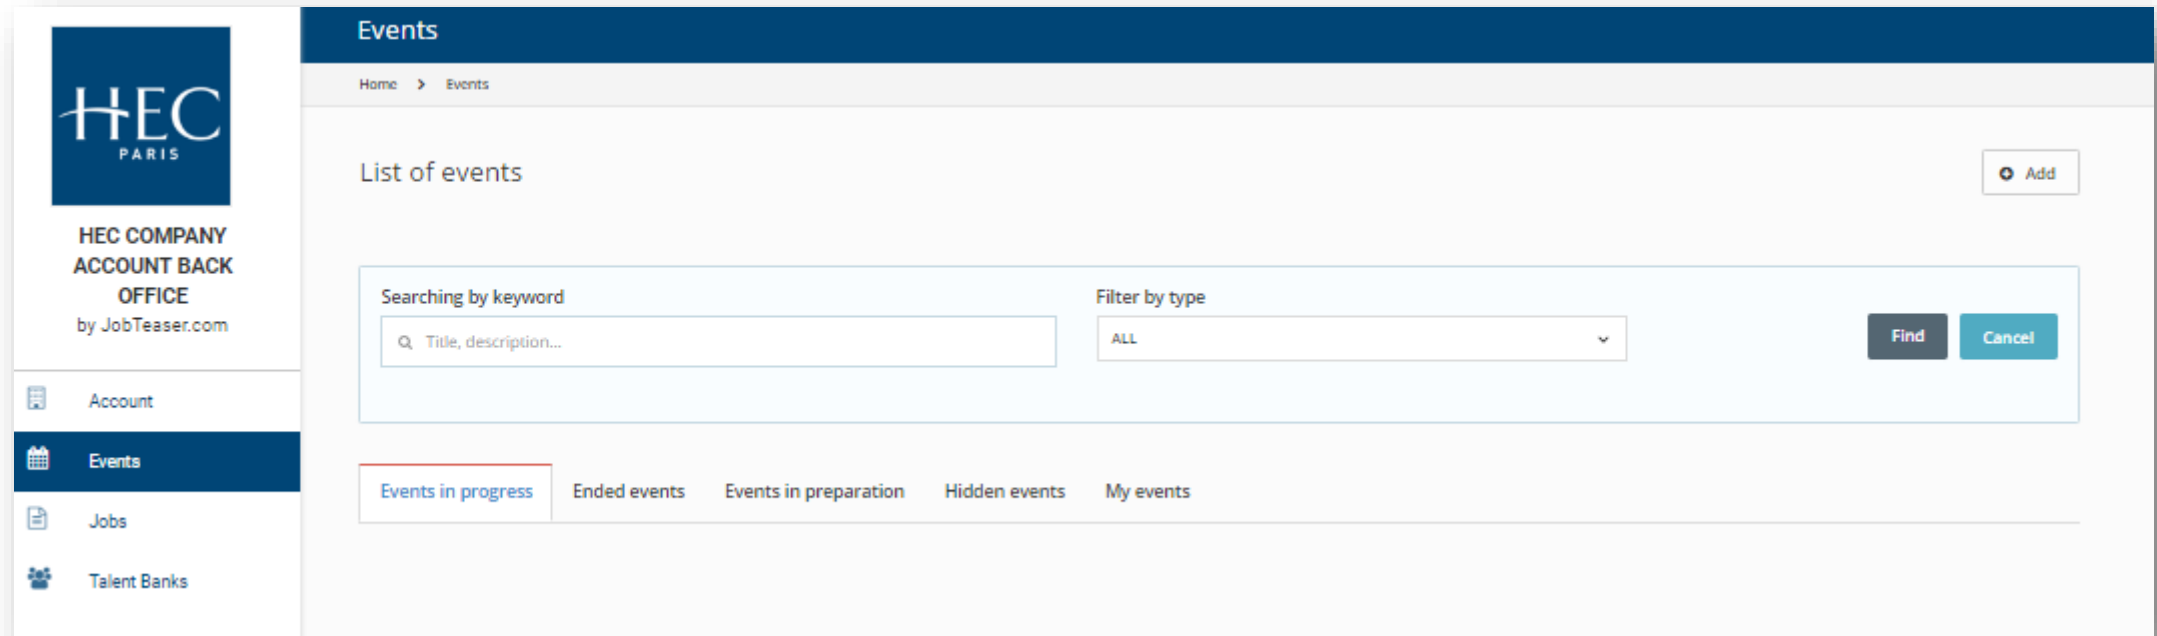 HEC
PARIS
HEC COMPANY
ACCOUNT BACK
OFFICE
by JobTeaser.com
Account
Events
Jobs
Talent Banks
Events
Home > Events
List of events
Add
Searching by keyword
Title, description...
Filter by type
ALL
Find
Cancel
Events in progress Ended events Events in preparation Hidden events My events